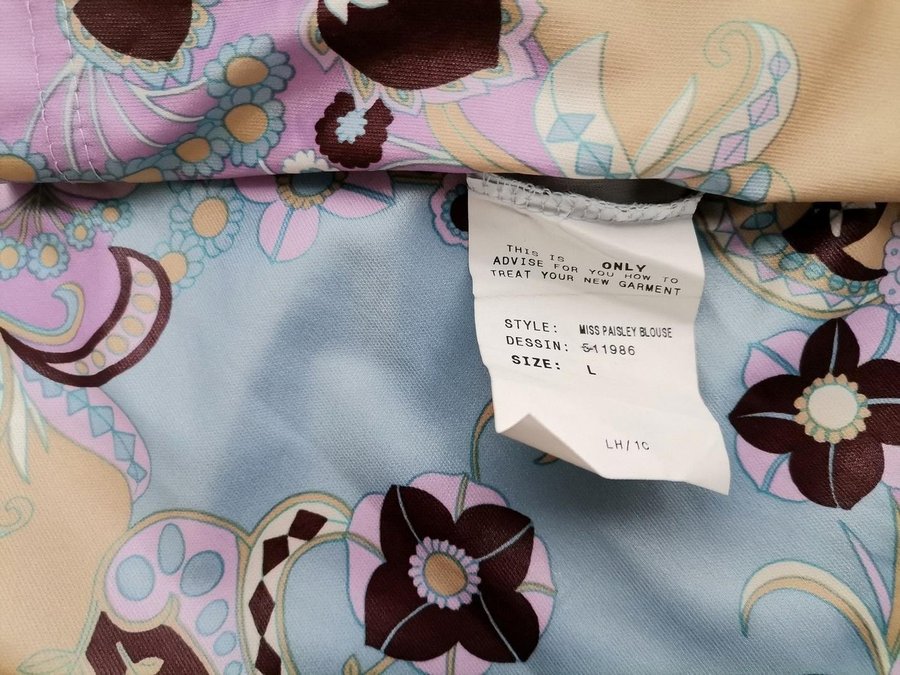 THIS IS ONLY
ADVISE FOR YOU HOW TO
TREAT YOUR NEW GARMENT
STYLE: MISS PAISLEY BLOUSE
DESSIN: 511986
SIZE: L
LH/10